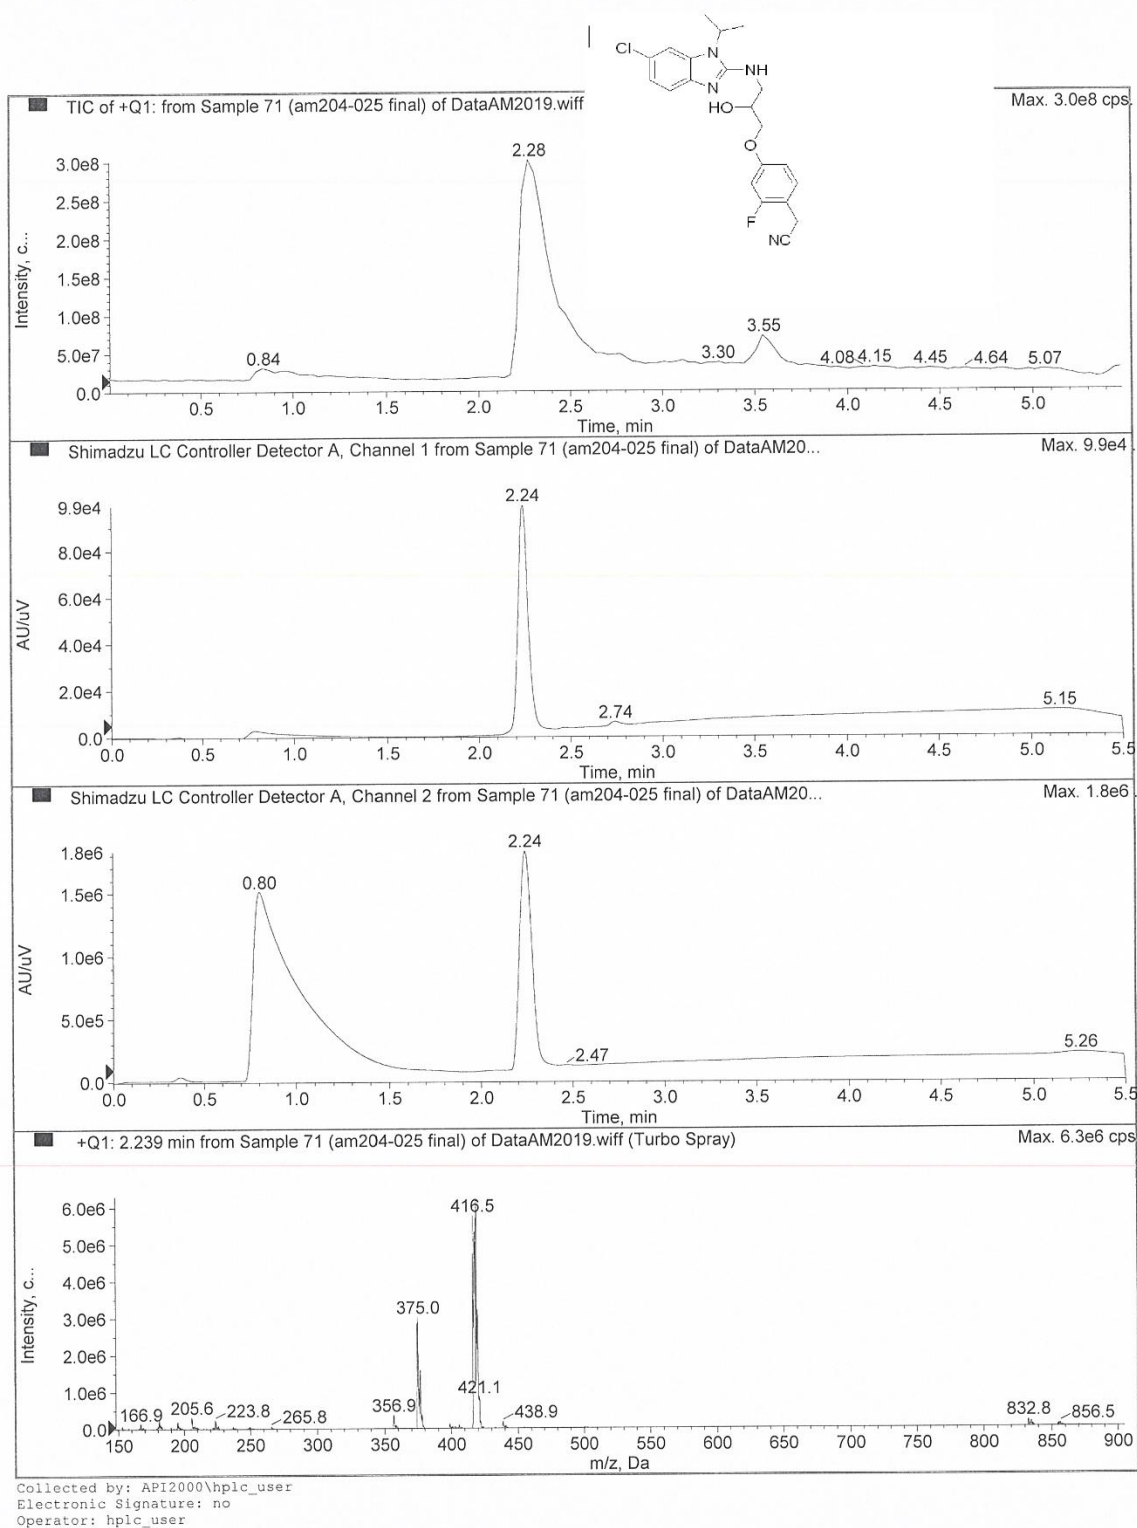 Cl
N
N
NH
HO
O
F
NC
TIC of +Q1: from Sample 71 (am204-025 final) of DataAM2019.wiff
Max. 3.0e8 cps.
Intensity, c...
3.0e8
2.5e8
2.0e8
1.5e8
1.0e8
5.0e7
0.0
0.84
2.28
3.30
3.55
4.08
4.15
4.45
4.64
5.07
0.5 1.0 1.5 2.0 2.5 3.0 3.5 4.0 4.5 5.0
Time, min
Shimadzu LC Controller Detector A, Channel 1 from Sample 71 (am204-025 final) of DataAM20...
Max. 9.9e4
AU/uV
9.9e4
8.0e4
6.0e4
4.0e4
2.0e4
0.0
2.24
2.74
5.15
0.0 0.5 1.0 1.5 2.0 2.5 3.0 3.5 4.0 4.5 5.0 5.5
Time, min
Shimadzu LC Controller Detector A, Channel 2 from Sample 71 (am204-025 final) of DataAM20...
Max. 1.8e6
AU/uV
1.8e6
1.5e6
1.0e6
5.0e5
0.0
0.80
2.24
2.47
5.26
0.0 0.5 1.0 1.5 2.0 2.5 3.0 3.5 4.0 4.5 5.0 5.5
Time, min
+Q1: 2.239 min from Sample 71 (am204-025 final) of DataAM2019.wiff (Turbo Spray)
Max. 6.3e6 cps
Intensity, c...
6.0e6
5.0e6
4.0e6
3.0e6
2.0e6
1.0e6
0.0
166.9
205.6
223.8
265.8
356.9
375.0
416.5
421.1
438.9
832.8
856.5
150 200 250 300 350 400 450 500 550 600 650 700 750 800 850 900
m/z, Da
Collected by: API2000\hplc_user
Electronic Signature: no
Operator: hplc_user